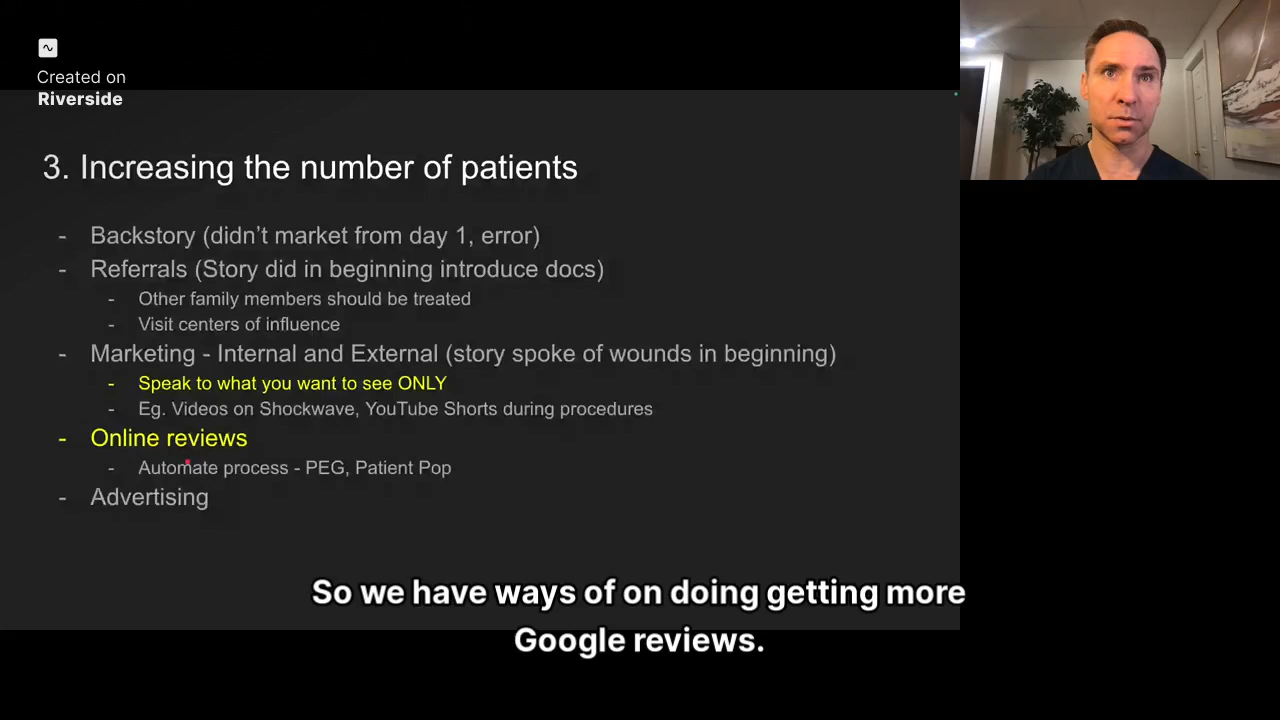 Created on
Riverside
3. Increasing the number of patients
- Backstory (didn't market from day 1, error)
- Referrals (Story did in beginning introduce docs)
- Other family members should be treated
- Visit centers of influence
- Marketing - Internal and External (story spoke of wounds in beginning)
- Speak to what you want to see ONLY
- Eg. Videos on Shockwave, YouTube Shorts during procedures
- Online reviews
- Automate process - PEG, Patient Pop
- Advertising
So we have ways of on doing getting more
Google reviews.